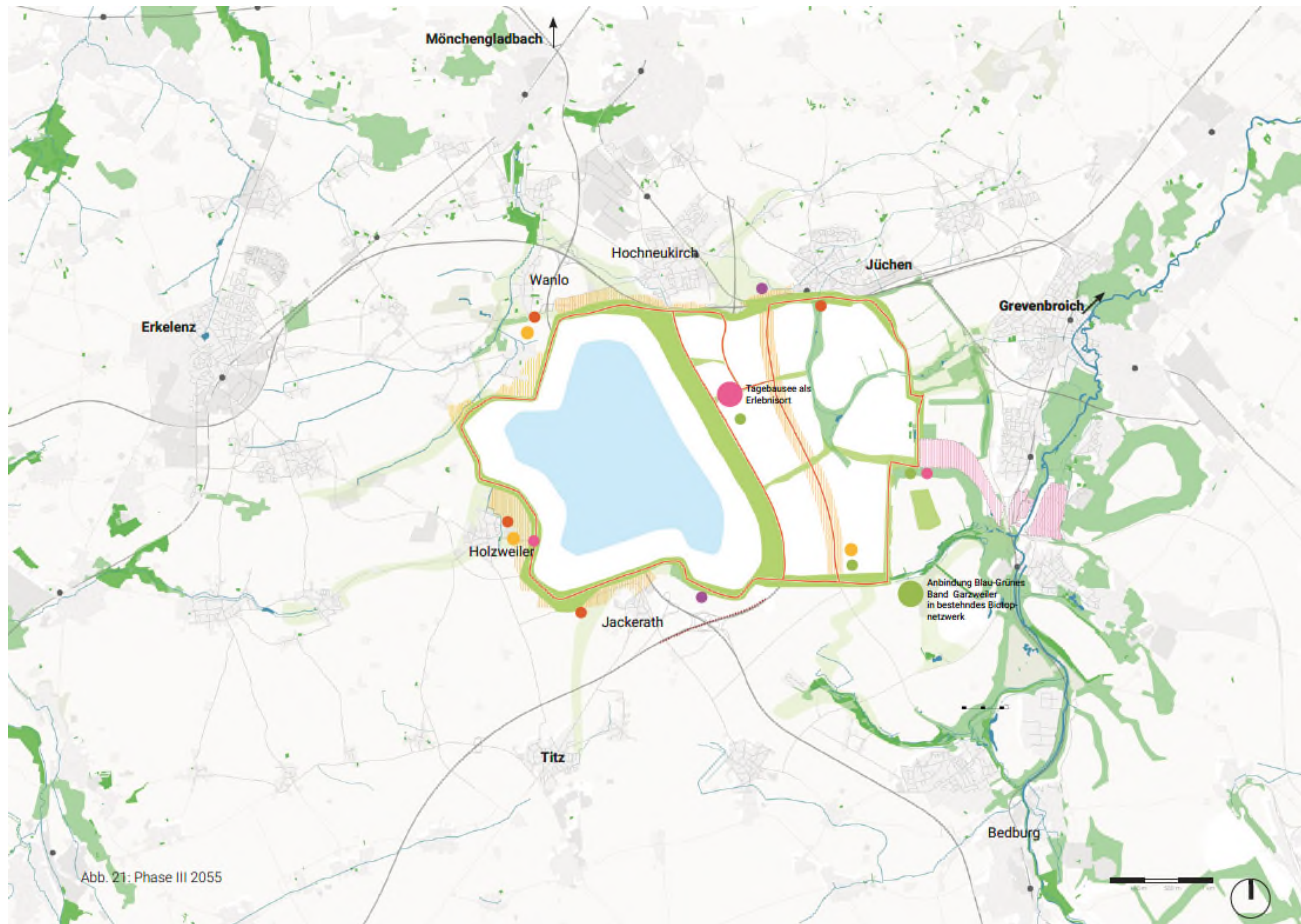 Mönchengladbach
Hochneukirch
Jüchen
Wanlo
Grevenbroich
Erkelenz
Tagebausee als
Erlebnisort
Holzweiler
Anbindung Blau-Grünes
Band Garzweiler
in bestehndes Biotop-
netzwerk
Jackerath
Titz
Bedburg
Abb. 21: Phase III 2055
500 m